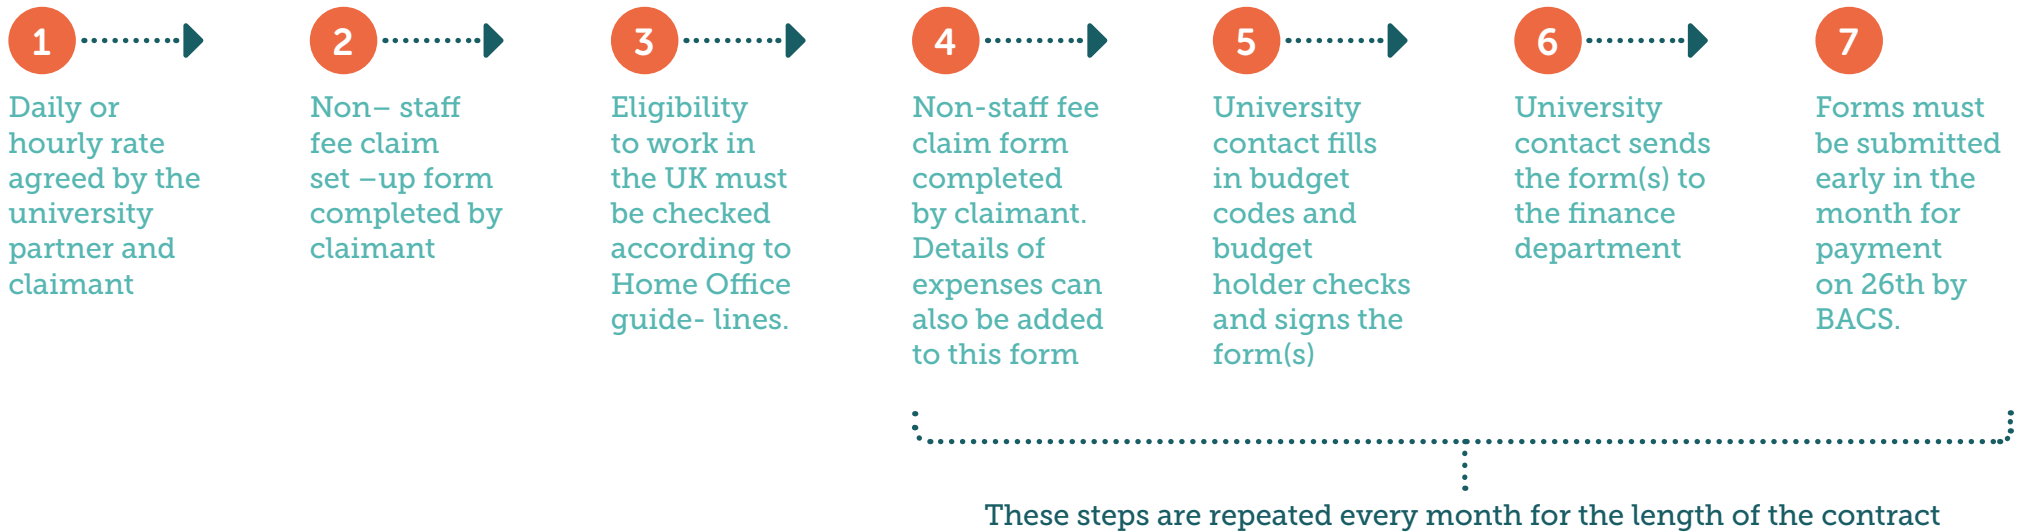 1
Daily or
hourly rate
agreed by the
university
partner and
claimant
2
Non– staff
fee claim
set –up form
completed by
claimant
3
Eligibility
to work in
the UK must
be checked
according to
Home Office
guide- lines.
4
Non-staff fee
claim form
completed
by claimant.
Details of
expenses can
also be added
to this form
5
University
contact fills
in budget
codes and
budget
holder checks
and signs the
form(s)
6
University
contact sends
the form(s) to
the finance
department
7
Forms must
be submitted
early in the
month for
payment
on 26th by
BACS.
These steps are repeated every month for the length of the contract